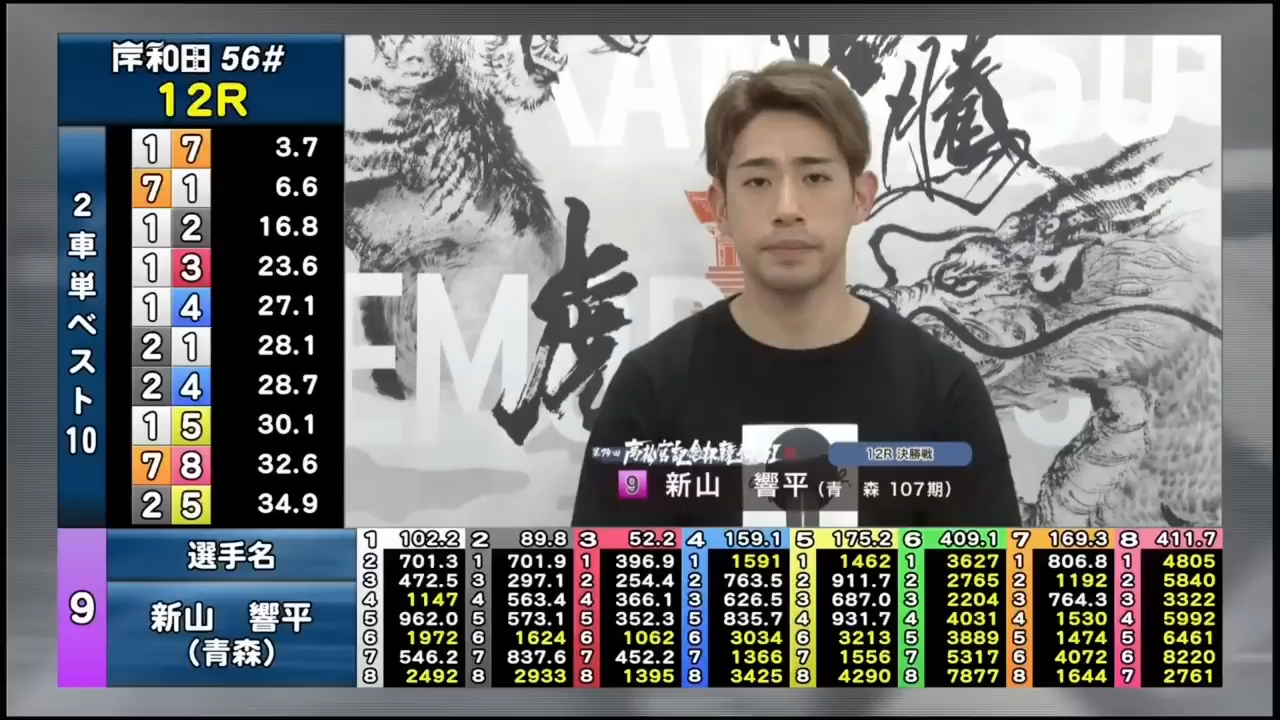 岸和田 56#
12R
2車単ベスト10
1 7 3.7
7 1 6.6
1 2 16.8
1 3 23.6
1 4 27.1
2 1 28.1
2 4 28.7
1 5 30.1
7 8 32.6
2 5 34.9
虎
騰
12R 決勝戦
9 新山 響平 (青 森 107期)
9
選手名
新山 響平
(青森)
1 102.2 2 89.8 3 52.2 4 159.1 5 175.2 6 409.1 7 169.3 8 411.7
2 701.3 1 701.9 1 396.9 1 1591 1 1462 1 3627 1 806.8 1 4805
3 472.5 3 297.1 2 254.4 2 763.5 2 911.7 2 2765 2 1192 2 5840
4 1147 4 563.4 4 366.1 3 626.5 3 687.0 3 2204 3 764.3 3 3322
5 962.0 5 573.1 5 352.3 5 835.7 4 931.7 4 4031 4 1530 4 5992
6 1972 6 1624 6 1062 6 3034 6 3213 5 3889 5 1474 5 6461
7 546.2 7 837.6 7 452.2 7 1366 7 1556 7 5317 6 4072 6 8220
8 2492 8 2933 8 1395 8 3425 8 4290 8 7877 8 1644 7 2761